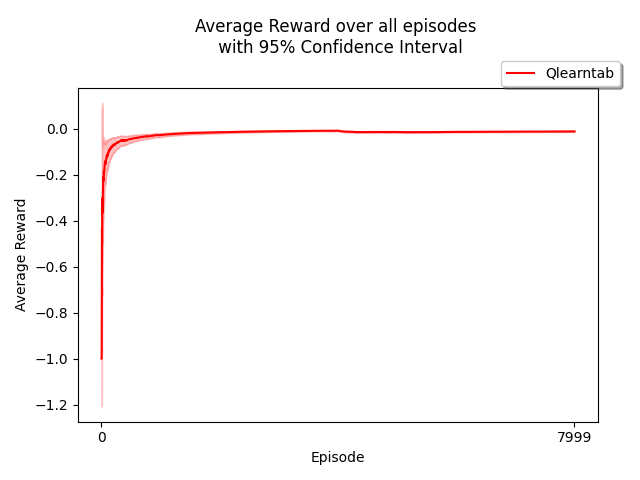 Average Reward over all episodes
with 95% Confidence Interval
Qlearntab
0.0
−0.2
−0.4
−0.6
−0.8
−1.0
−1.2
Average Reward
0 7999
Episode